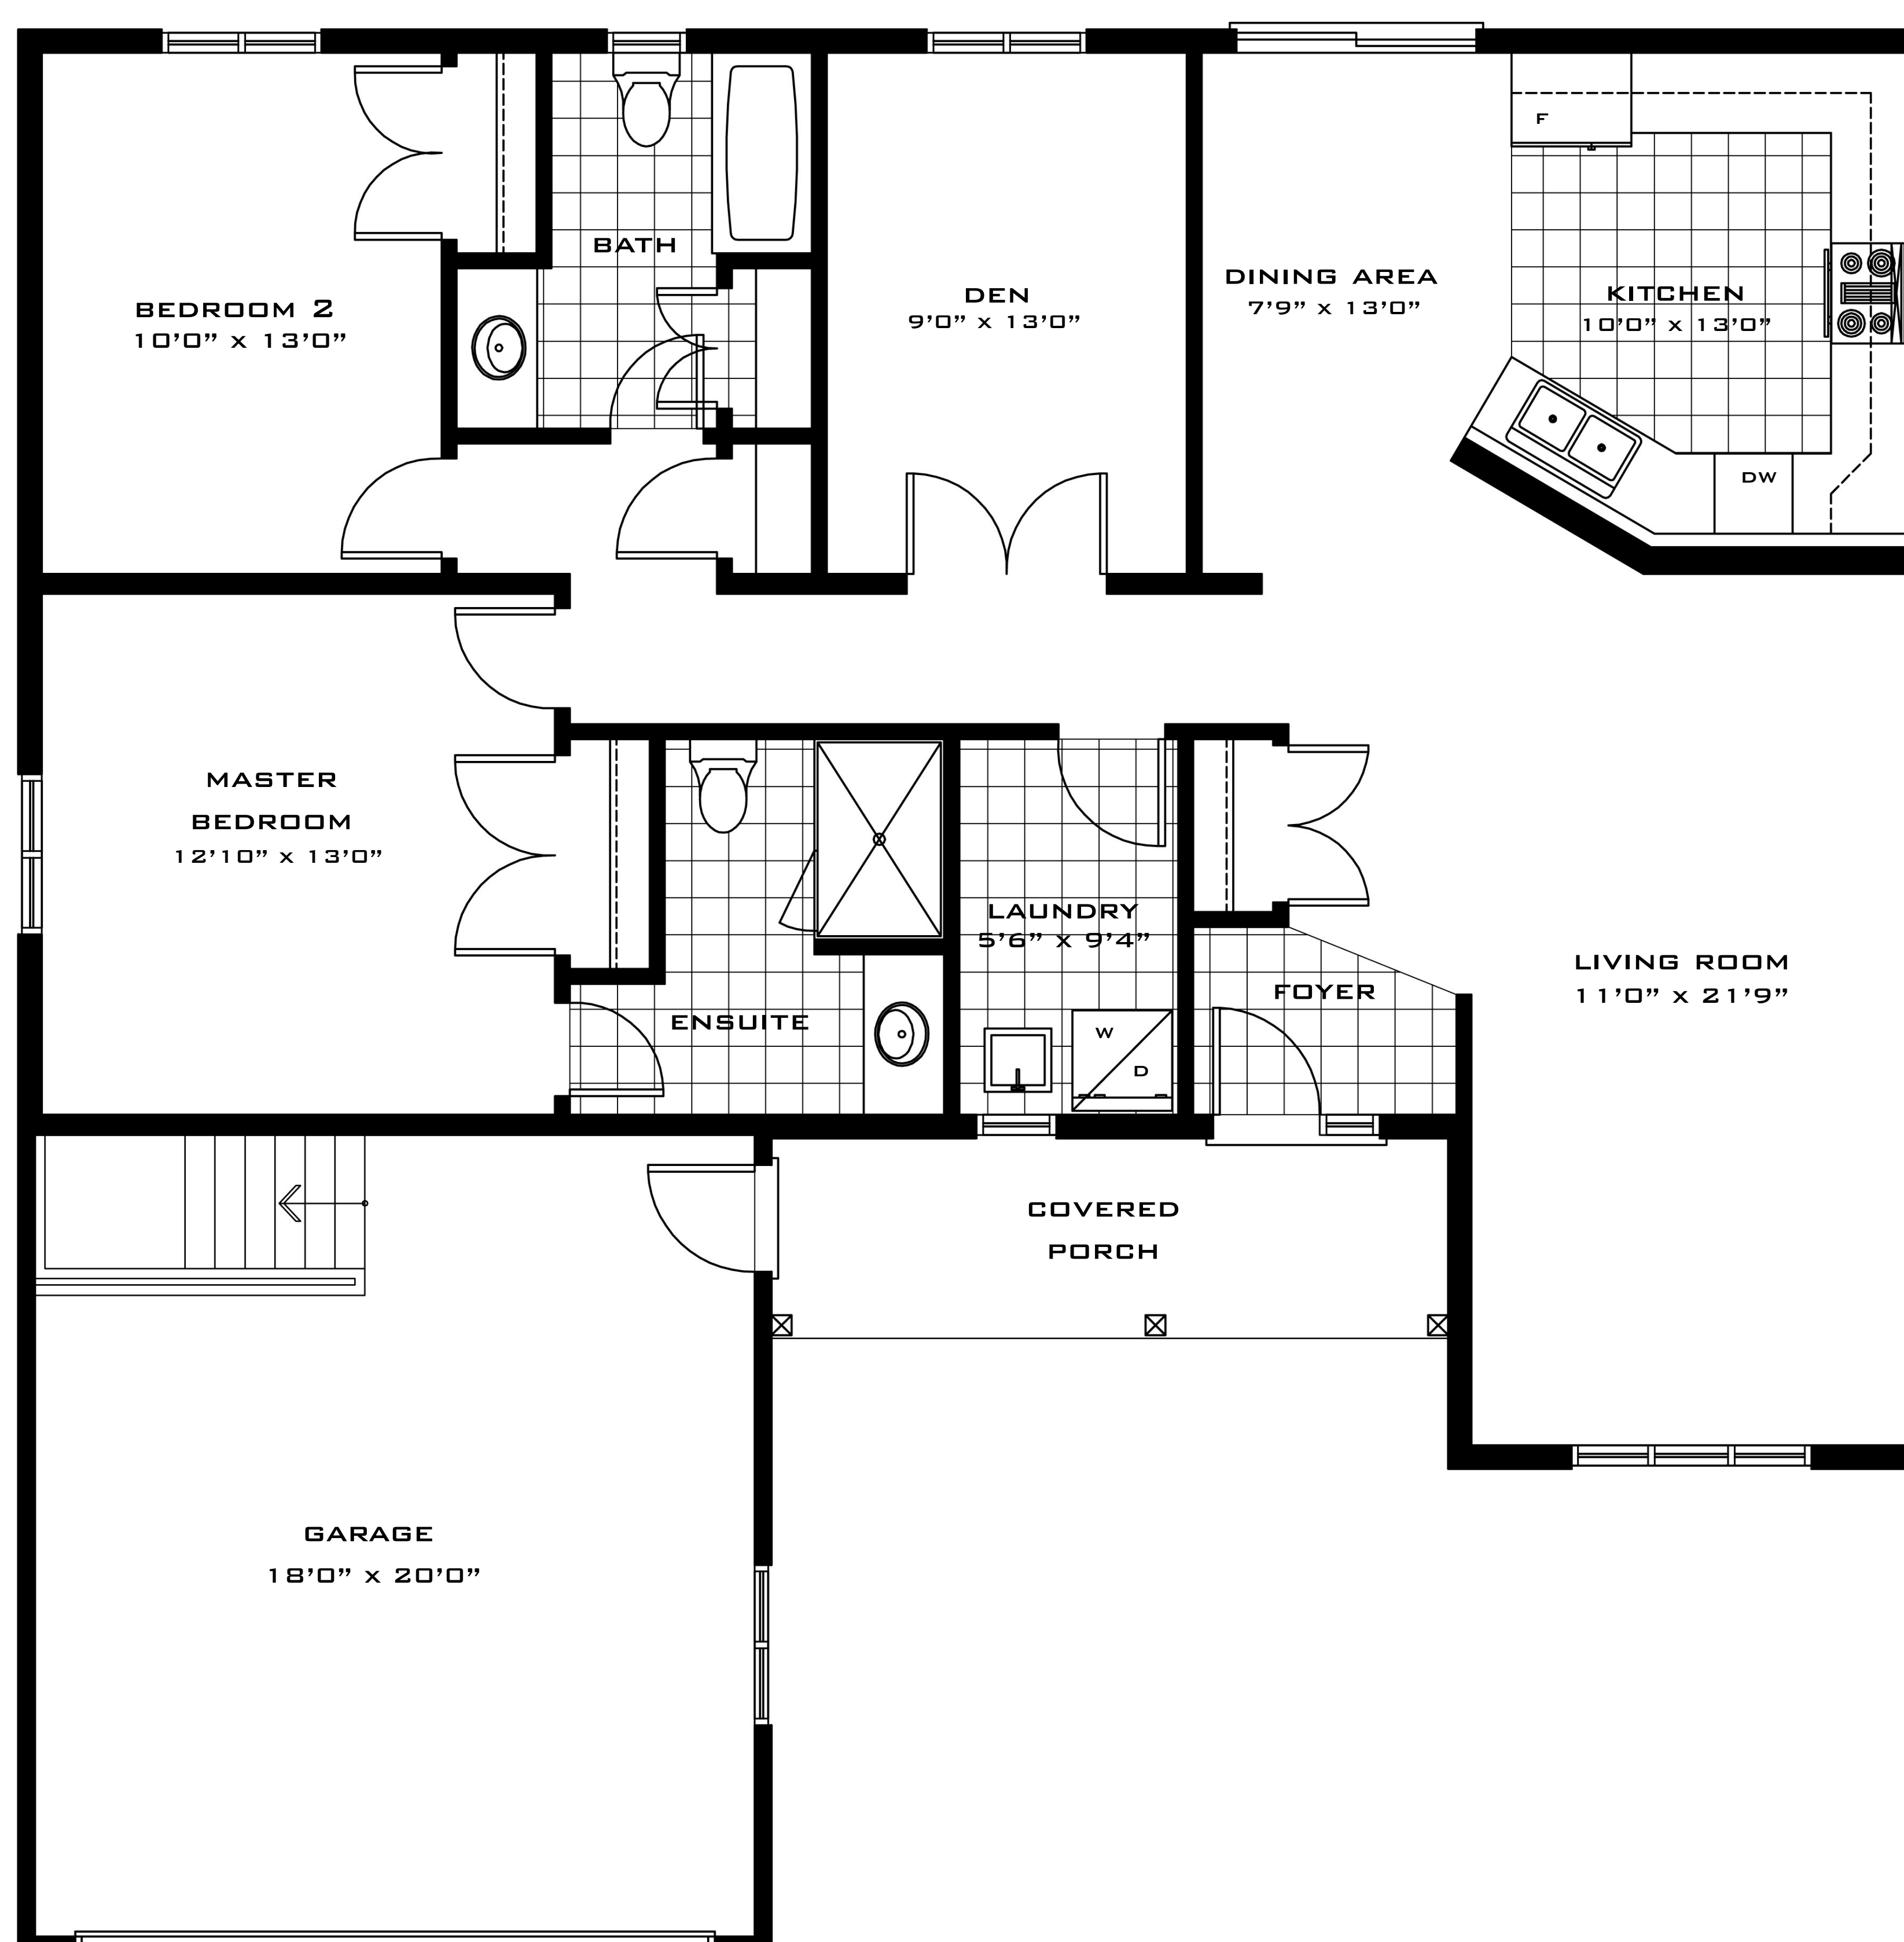 F
BATH
DINING AREA
7'9” x 13'0”
KITCHEN
10'0” x 13'0”
DEN
9'0” x 13'0”
BEDROOM 2
10'0” x 13'0”
DW
MASTER
BEDROOM
12'10” x 13'0”
LAUNDRY
5'6” x 9'4”
LIVING ROOM
11'0” x 21'9”
FOYER
ENSUITE
W
D
COVERED
PORCH
GARAGE
18'0” x 20'0”